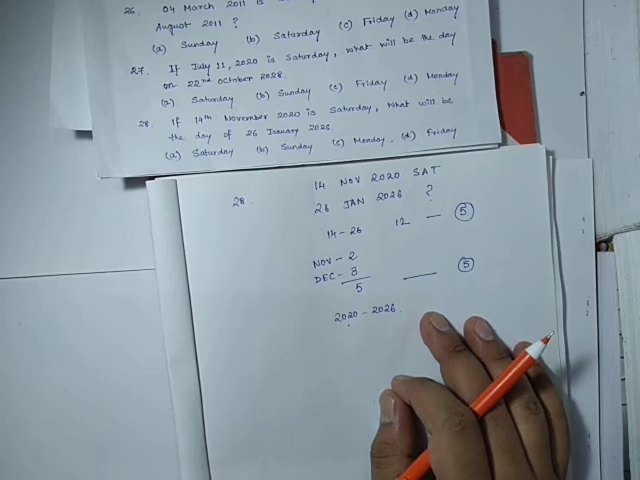 26. 04 March 2011 is
August 2011 ?
(a) Sunday (b) Saturday (c) Friday (d) Monday
27. If July 11, 2020 is Saturday, what will be the day
on 22nd October 2028.
(a) Saturday (b) Sunday (c) Friday (d) Monday
28. If 14th November 2020 is Saturday, What will be
the day of 26 January 2026
(a) Saturday (b) Sunday (c) Monday (d) Friday
28. 14 NOV 2020 SAT
26 JAN 2026 ?
14 - 26 12 — 5
NOV - 2
DEC - 3
5 — 5
2020 - 2026